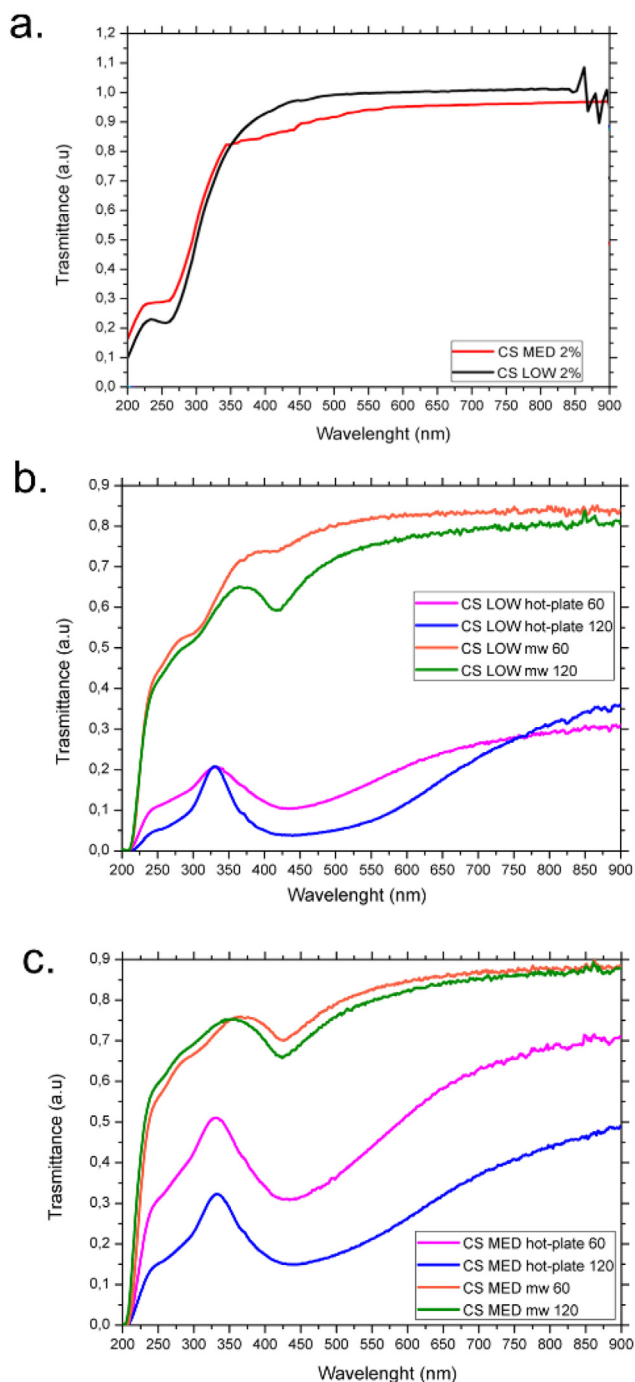 a.
1,2
1,1
1,0
0,9
0,8
0,7
0,6
0,5
0,4
0,3
0,2
0,1
0,0
Trasmittance (a.u)
CS MED 2%
CS LOW 2%
200 250 300 350 400 450 500 550 600 650 700 750 800 850 900
Wavelenght (nm)
b.
0,9
0,8
0,7
0,6
0,5
0,4
0,3
0,2
0,1
0,0
Trasmittance (a.u)
CS LOW hot-plate 60
CS LOW hot-plate 120
CS LOW mw 60
CS LOW mw 120
200 250 300 350 400 450 500 550 600 650 700 750 800 850 900
Wavelenght (nm)
c.
0,9
0,8
0,7
0,6
0,5
0,4
0,3
0,2
0,1
0,0
Trasmittance (a.u)
CS MED hot-plate 60
CS MED hot-plate 120
CS MED mw 60
CS MED mw 120
200 250 300 350 400 450 500 550 600 650 700 750 800 850 900
Wavelenght (nm)